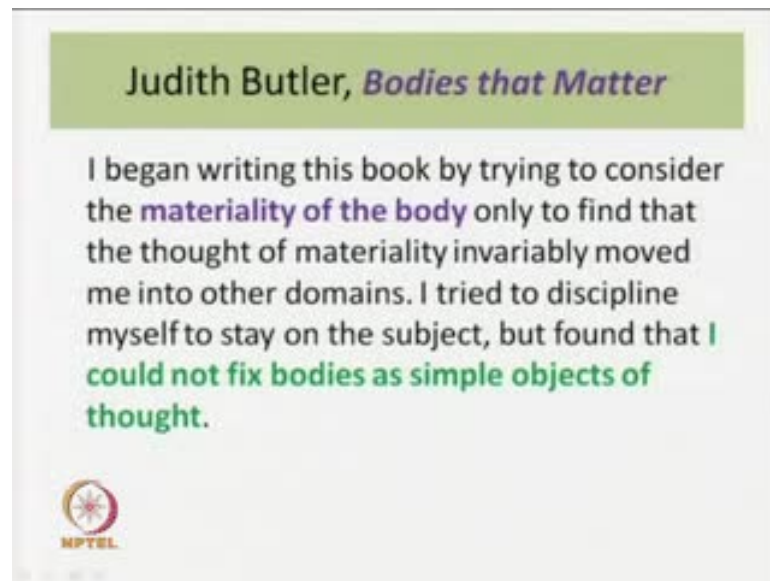 Judith Butler, Bodies that Matter
I began writing this book by trying to consider
the materiality of the body only to find that
the thought of materiality invariably moved
me into other domains. I tried to discipline
myself to stay on the subject, but found that I
could not fix bodies as simple objects of
thought.
NPTEL